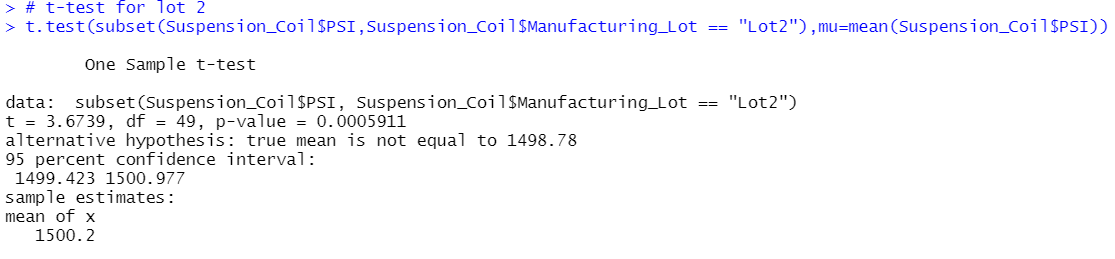 > # t-test for lot 2
> t.test(subset(Suspension_Coil$PSI,Suspension_Coil$Manufacturing_Lot == "Lot2"),mu=mean(Suspension_Coil$PSI))
One Sample t-test
data:  subset(Suspension_Coil$PSI, Suspension_Coil$Manufacturing_Lot == "Lot2")
t = 3.6739, df = 49, p-value = 0.0005911
alternative hypothesis: true mean is not equal to 1498.78
95 percent confidence interval:
 1499.423 1500.977
sample estimates:
mean of x
   1500.2